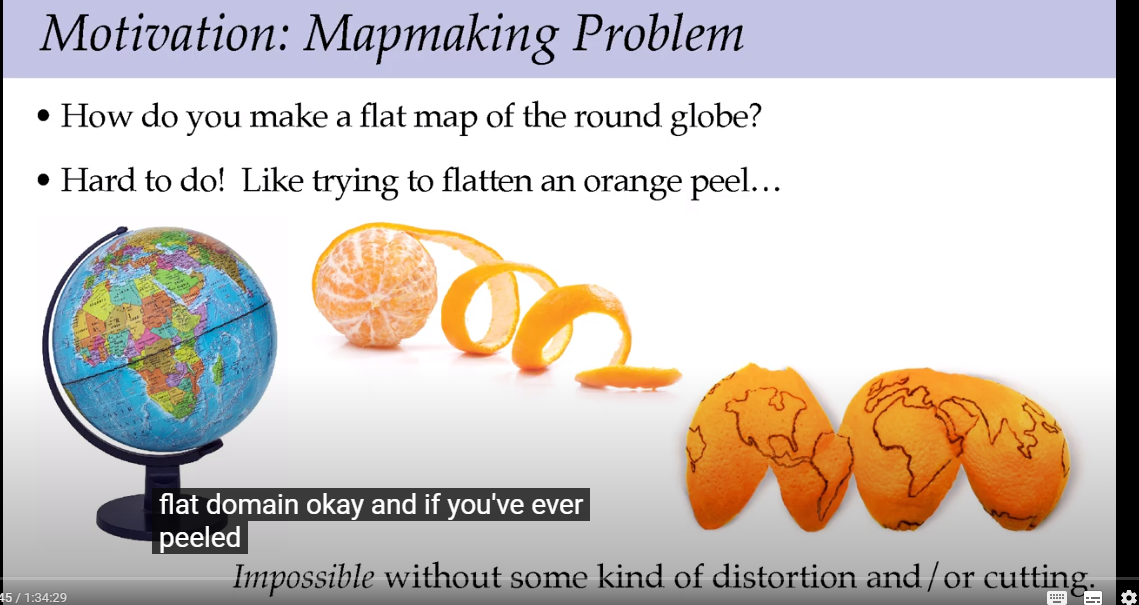 Motivation: Mapmaking Problem
• How do you make a flat map of the round globe?
• Hard to do! Like trying to flatten an orange peel…
flat domain okay and if you've ever
peeled
Impossible without some kind of distortion and/or cutting.
45 / 1:34:29